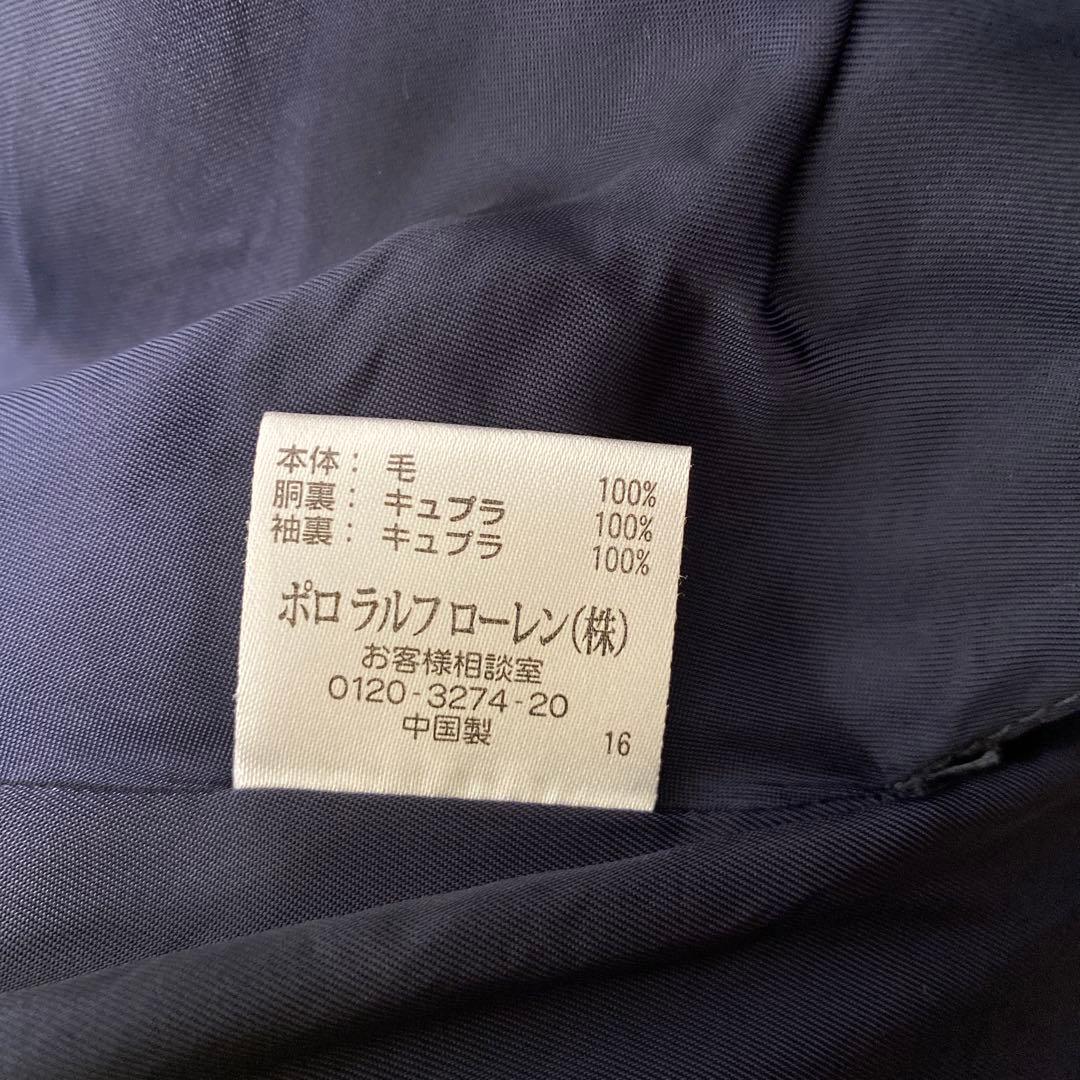 本体： 毛 100%
胴裏： キュプラ 100%
袖裏： キュプラ 100%
ポロ ラルフ ローレン(株)
お客様相談室
0120-3274-20
中国製
16